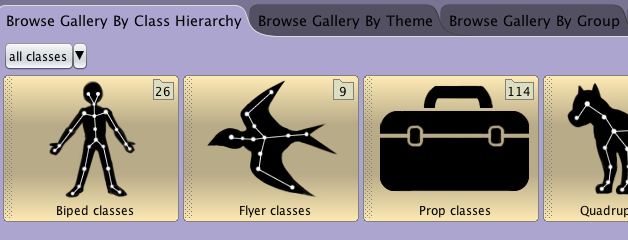 Browse Gallery By Class Hierarchy
Browse Gallery By Theme
Browse Gallery By Group
all classes
26
9
114
Biped classes
Flyer classes
Prop classes
Quadrup